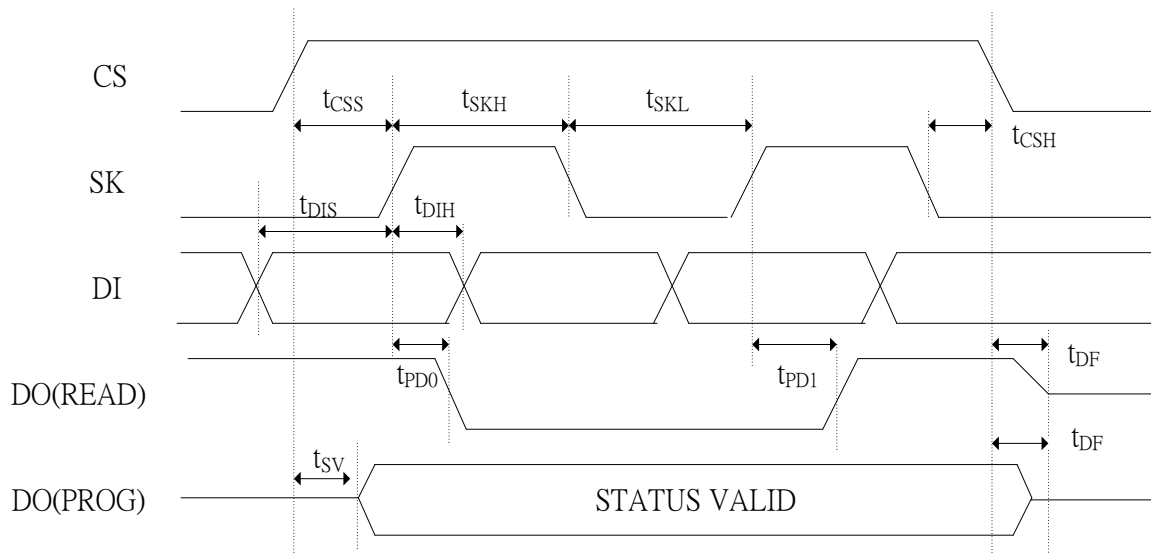 CS
tCSS
tSKH
tSKL
tCSH
SK
tDIS
tDIH
DI
tPD0
tPD1
tDF
DO(READ)
tDF
tSV
DO(PROG)
STATUS VALID